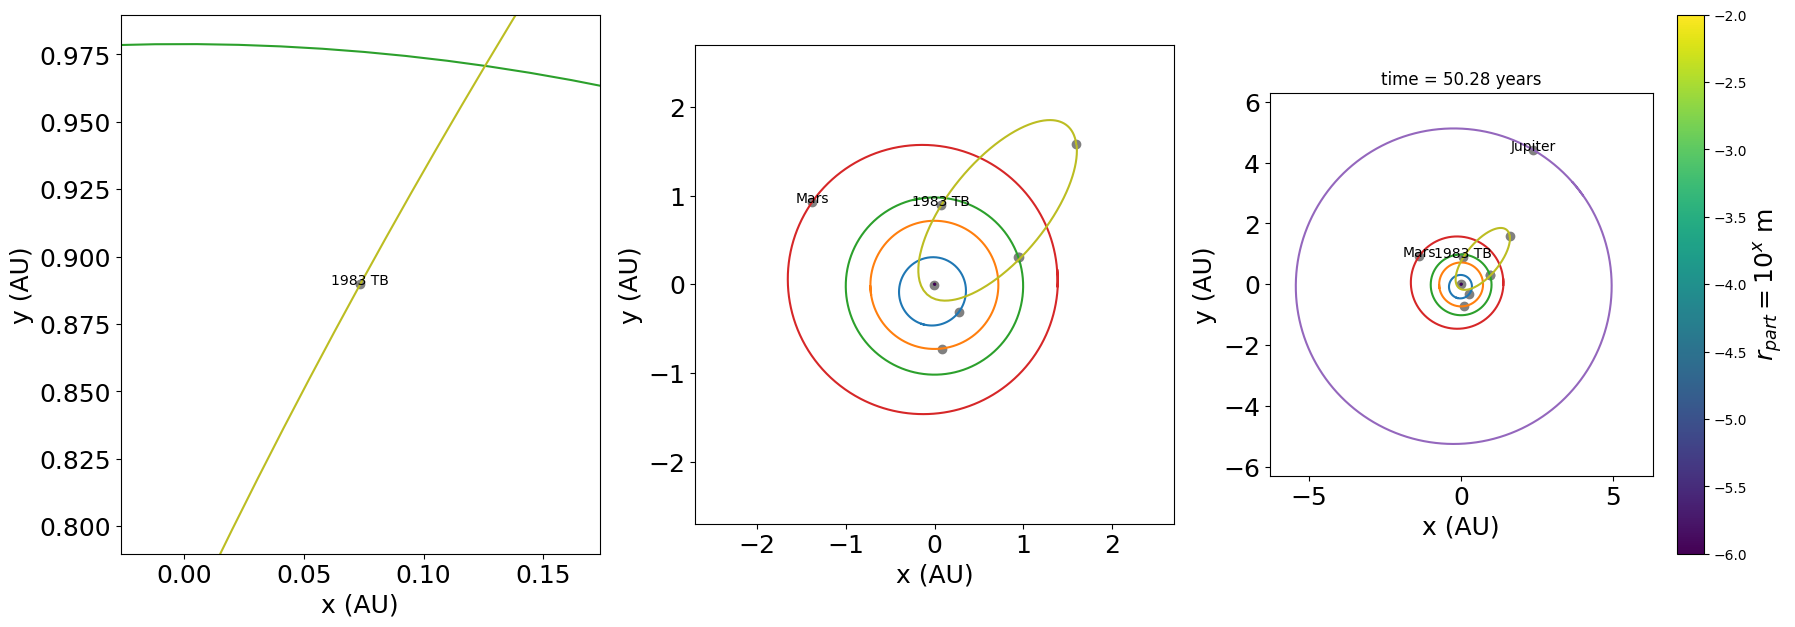 0.975
0.950
0.925
0.900
0.875
0.850
0.825
0.800
y (AU)
1983 TB
0.00
0.05
0.10
0.15
x (AU)
2
1
0
−1
−2
y (AU)
Mars
1983 TB
−2
−1
0
1
2
x (AU)
time = 50.28 years
6
4
2
0
−2
−4
−6
y (AU)
Jupiter
Mars
1983 TB
−5
0
5
x (AU)
−2.0
−2.5
−3.0
−3.5
−4.0
−4.5
−5.0
−5.5
−6.0
r_part = 10^x m